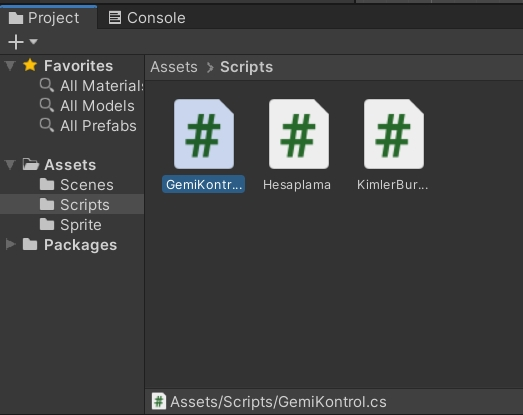 Project
Console
Favorites
All Materials
All Models
All Prefabs
Assets
Scenes
Scripts
Sprite
Packages
Assets > Scripts
GemiKontr...
Hesaplama
KimlerBur...
Assets/Scripts/GemiKontrol.cs